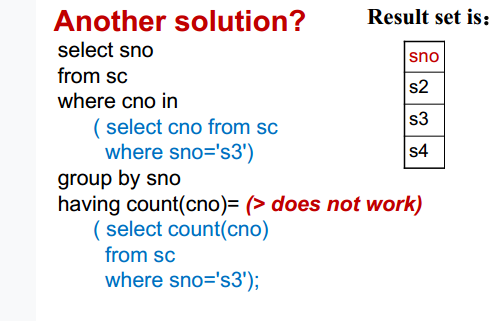 Another solution?
Result set is:
select sno
from sc
where cno in
( select cno from sc
where sno='s3')
group by sno
having count(cno)= (> does not work)
( select count(cno)
from sc
where sno='s3');
sno
s2
s3
s4